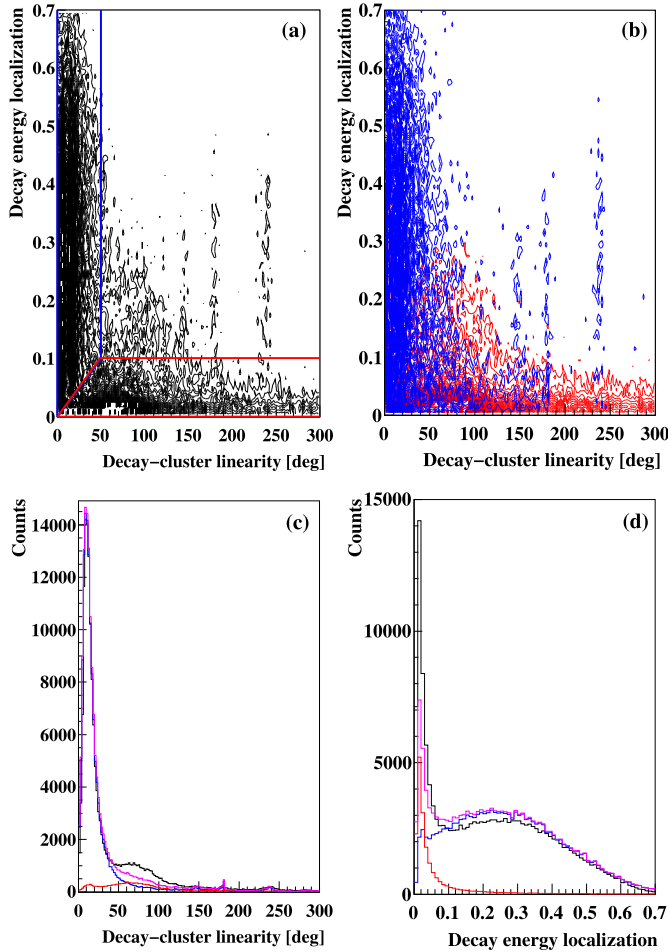 Decay energy localization
0.7
0.6
0.5
0.4
0.3
0.2
0.1
0
(a)
0 50 100 150 200 250 300
Decay−cluster linearity [deg]
Decay energy localization
0.7
0.6
0.5
0.4
0.3
0.2
0.1
0
(b)
0 50 100 150 200 250 300
Decay−cluster linearity [deg]
Counts
14000
12000
10000
8000
6000
4000
2000
0
(c)
0 50 100 150 200 250 300
Decay−cluster linearity [deg]
Counts
15000
10000
5000
0
(d)
0 0.1 0.2 0.3 0.4 0.5 0.6 0.7
Decay energy localization